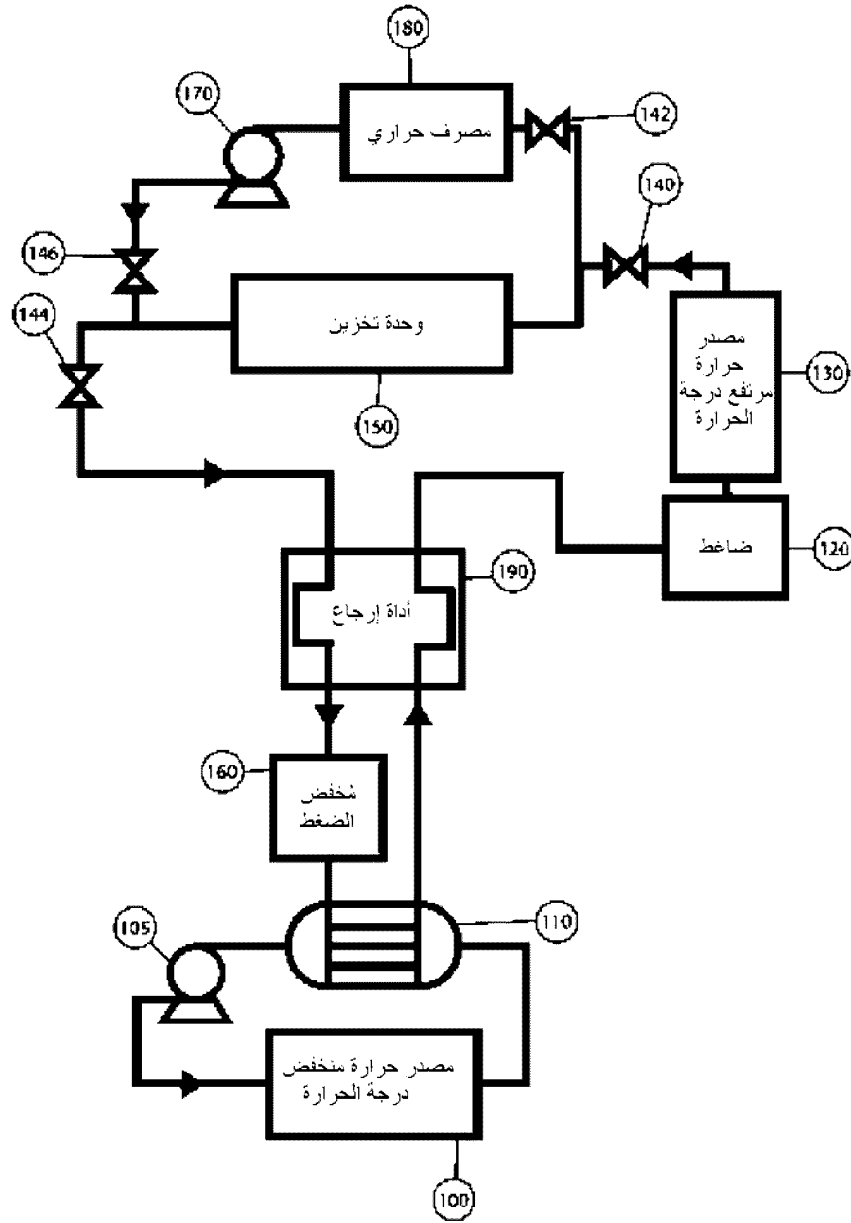 180
170
142
مصرف حراري
140
146
144
وحدة تخزين
مصدر
حرارة
مرتفع درجة
الحرارة
130
150
ضاغط
120
190
أداة إرجاع
160
مُخفض
الضغط
110
105
مصدر حرارة منخفض
درجة الحرارة
100